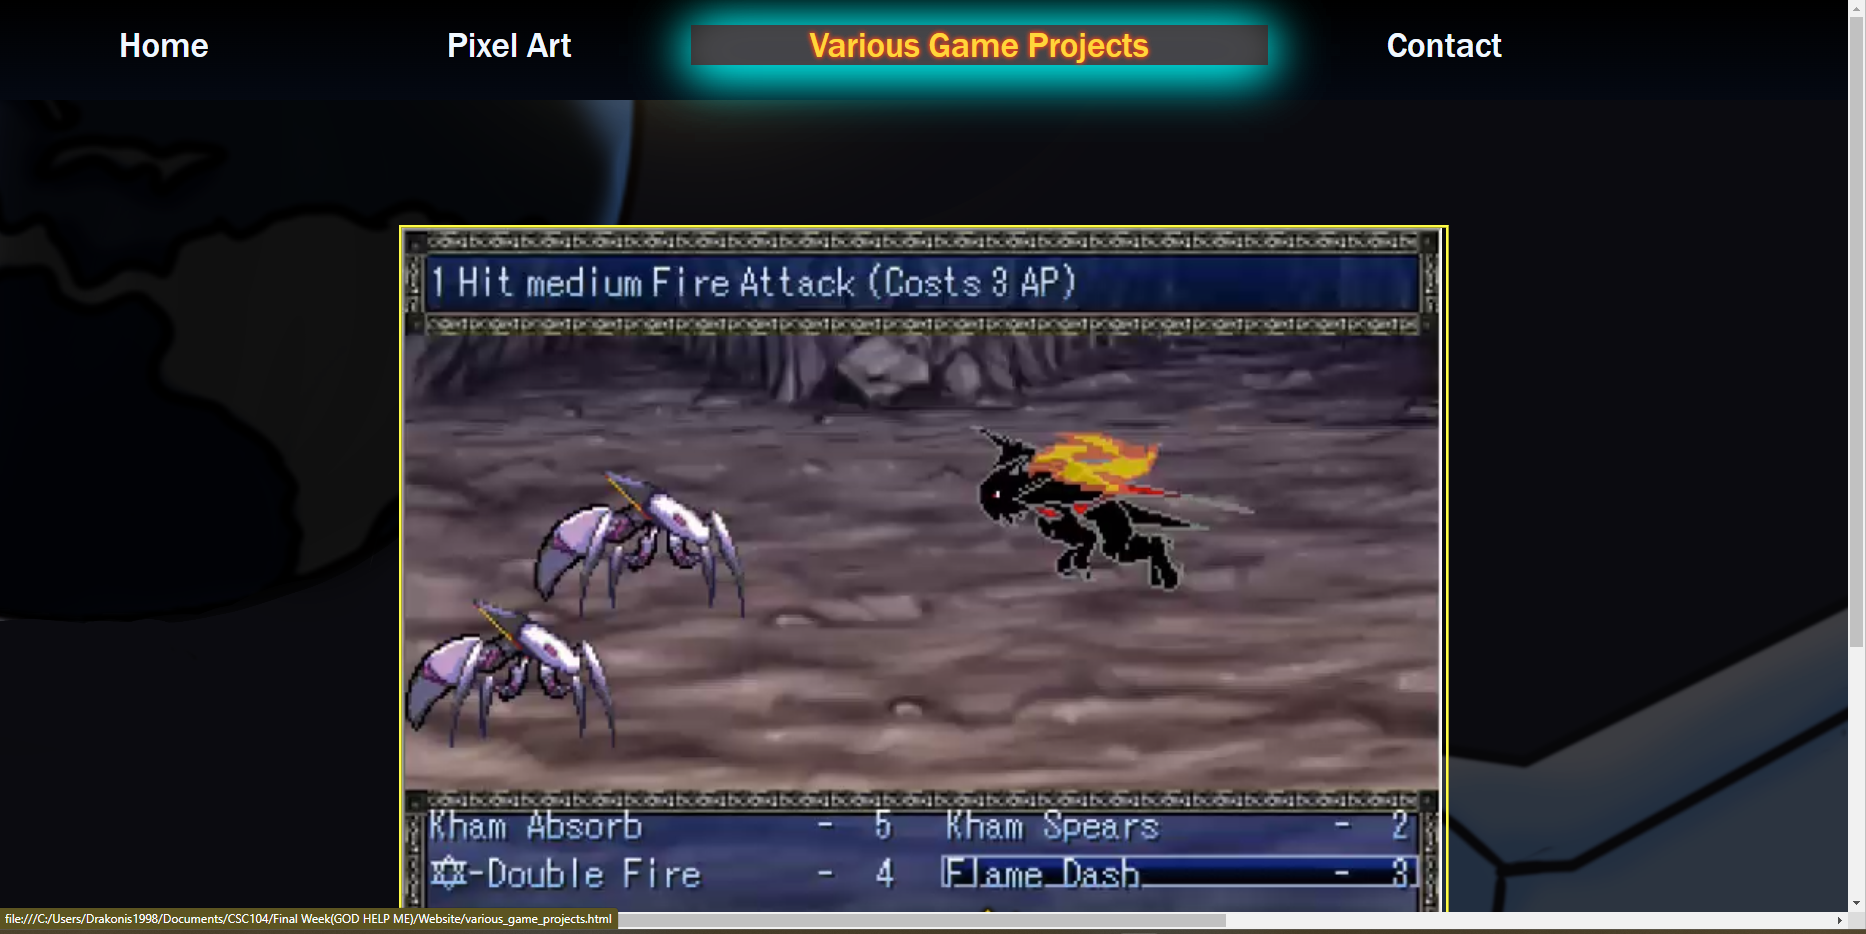 Home Pixel Art Various Game Projects Contact
1 Hit medium Fire Attack (Costs 3 AP)
Kham Absorb - 5 Kham Spears - 2
✡-Double Fire - 4 Flame Dash - 3
file:///C:/Users/Drakonis1998/Documents/CSC104/Final Week(GOD HELP ME)/Website/various_game_projects.html